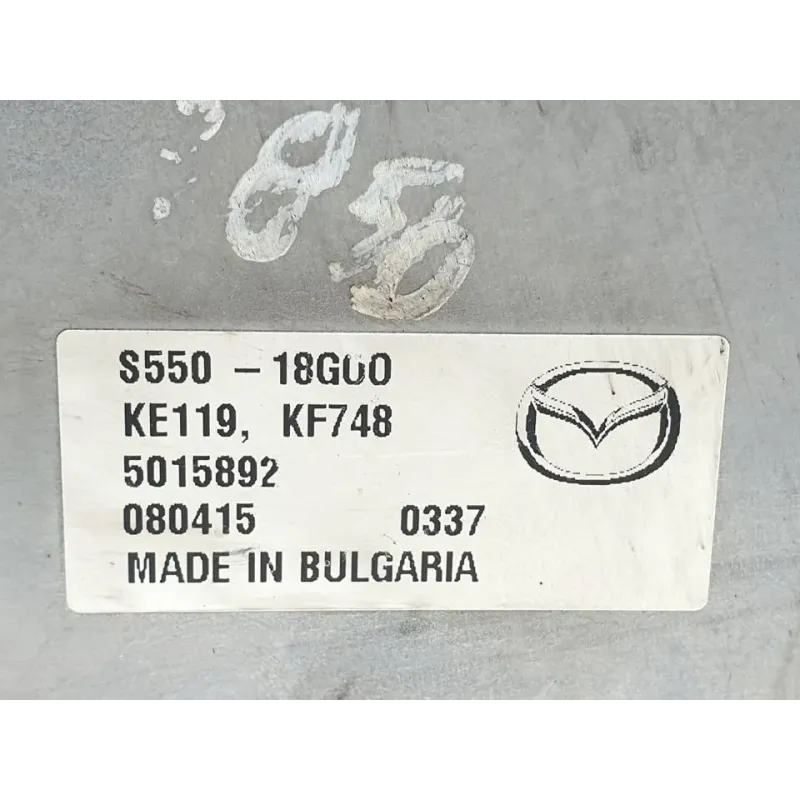 S550 - 18G00
KE119, KF748
5015892
080415 0337
MADE IN BULGARIA